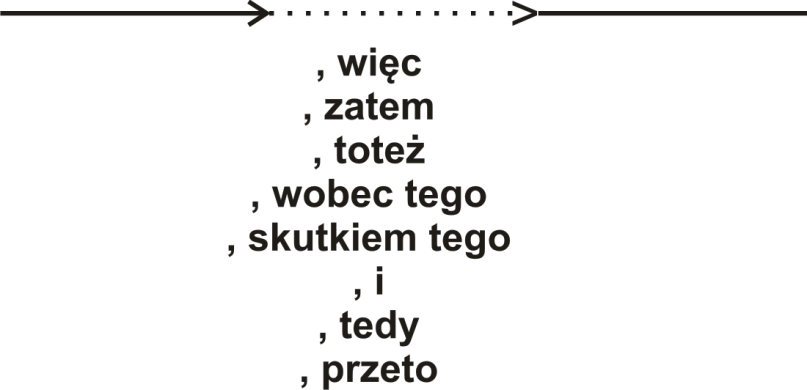 , więc
, zatem
, toteż
, wobec tego
, skutkiem tego
, i
, tedy
, przeto